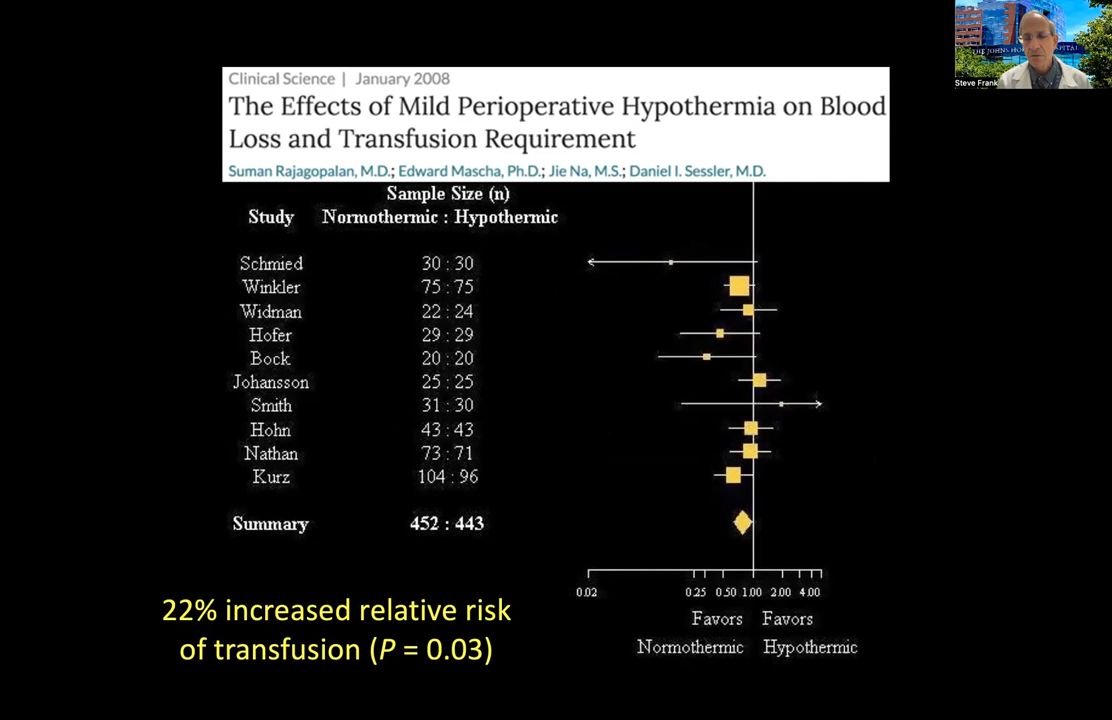 Clinical Science | January 2008
The Effects of Mild Perioperative Hypothermia on Blood
Loss and Transfusion Requirement
Suman Rajagopalan, M.D.; Edward Mascha, Ph.D.; Jie Na, M.S.; Daniel I. Sessler, M.D.
Sample Size (n)
Study Normothermic : Hypothermic
Schmied 30 : 30
Winkler 75 : 75
Widman 22 : 24
Hofer 29 : 29
Bock 20 : 20
Johansson 25 : 25
Smith 31 : 30
Hohn 43 : 43
Nathan 73 : 71
Kurz 104 : 96
Summary 452 : 443
0.02 0.25 0.50 1.00 2.00 4.00
Favors Favors
Normothermic Hypothermic
22% increased relative risk
of transfusion (P = 0.03)
THE JOHNS HOPKINS HOSPITAL
Steve Frank